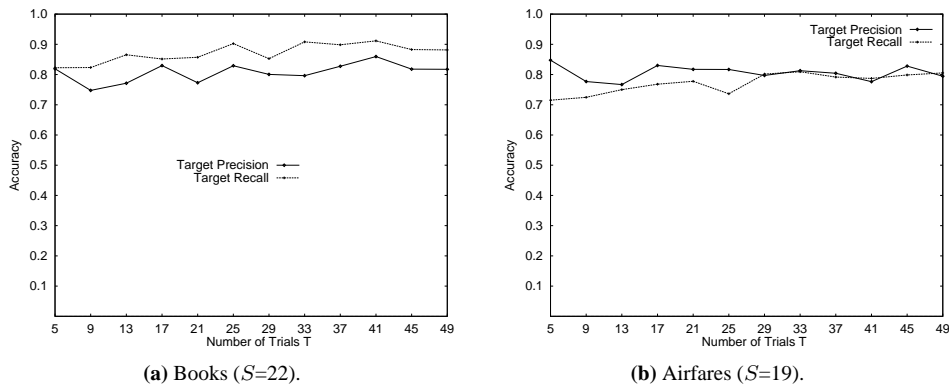 1.0
0.9
0.8
0.7
0.6
0.5
0.4
0.3
0.2
0.1
Accuracy
Target Precision
Target Recall
5 9 13 17 21 25 29 33 37 41 45 49
Number of Trials T
(a) Books (S=22).
1.0
0.9
0.8
0.7
0.6
0.5
0.4
0.3
0.2
0.1
Accuracy
Target Precision
Target Recall
5 9 13 17 21 25 29 33 37 41 45 49
Number of Trials T
(b) Airfares (S=19).